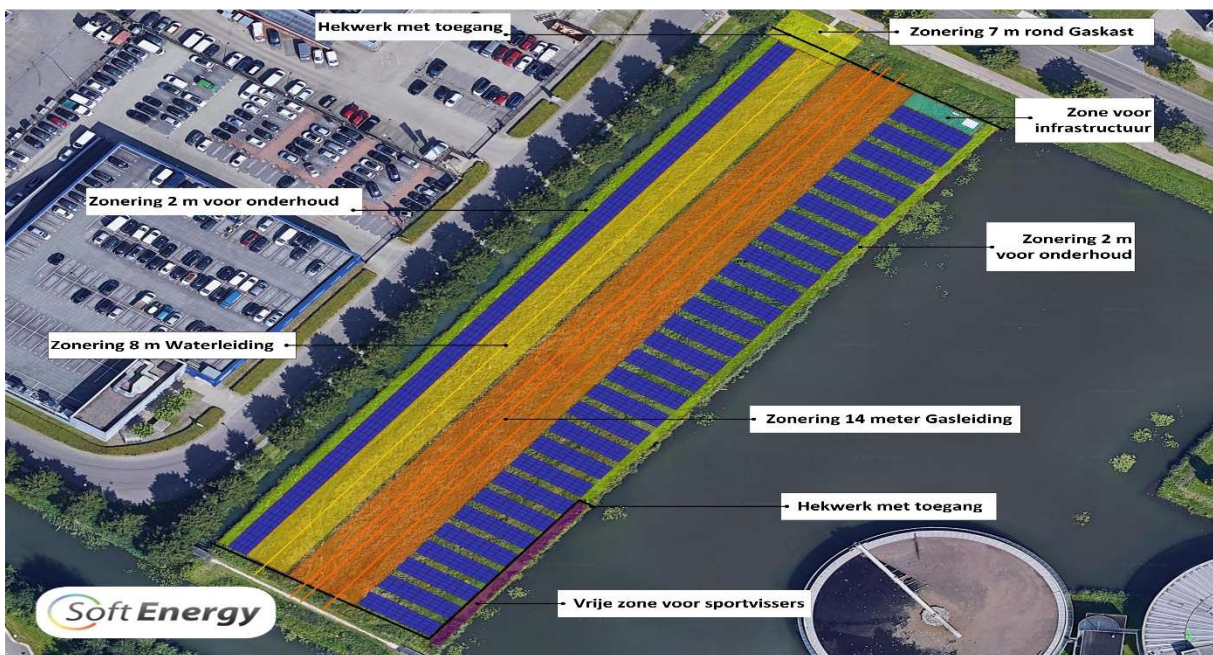 Hekwerk met toegang
Zonering 7 m rond Gaskast
Zone voor
infrastructuur
Zonering 2 m voor onderhoud
Zonering 2 m
voor onderhoud
Zonering 8 m Waterleiding
Zonering 14 meter Gasleiding
Hekwerk met toegang
Vrije zone voor sportvissers
Soft Energy